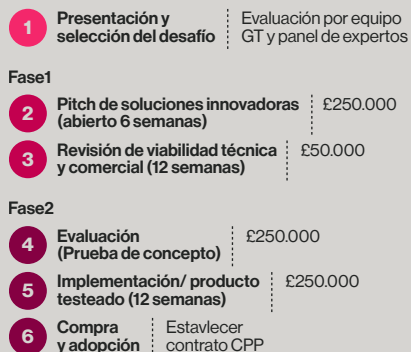 1
Presentación y
selección del desafío
Evaluación por equipo
GT y panel de expertos
Fase1
2
Pitch de soluciones innovadoras
(abierto 6 semanas)
£250.000
3
Revisión de viabilidad técnica
y comercial (12 semanas)
£50.000
Fase2
4
Evaluación
(Prueba de concepto)
£250.000
5
Implementación/ producto
testeado (12 semanas)
£250.000
6
Compra
y adopción
Estavlecer
contrato CPP